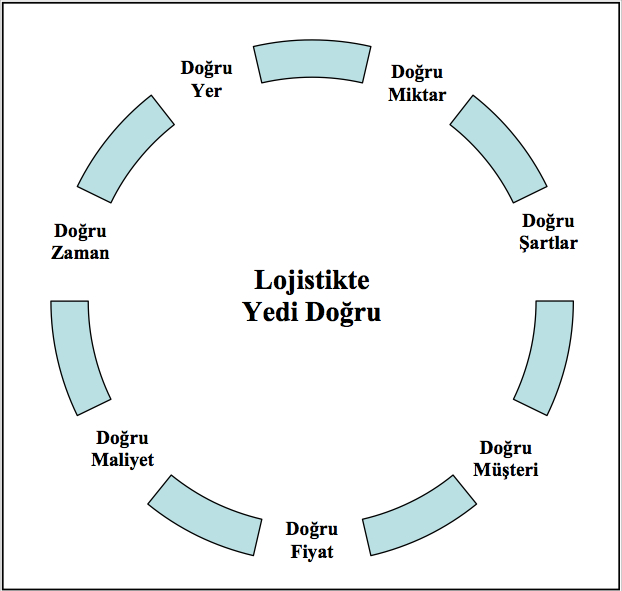 Doğru
Yer
Doğru
Miktar
Doğru
Şartlar
Doğru
Zaman
Lojistikte
Yedi Doğru
Doğru
Maliyet
Doğru
Müşteri
Doğru
Fiyat